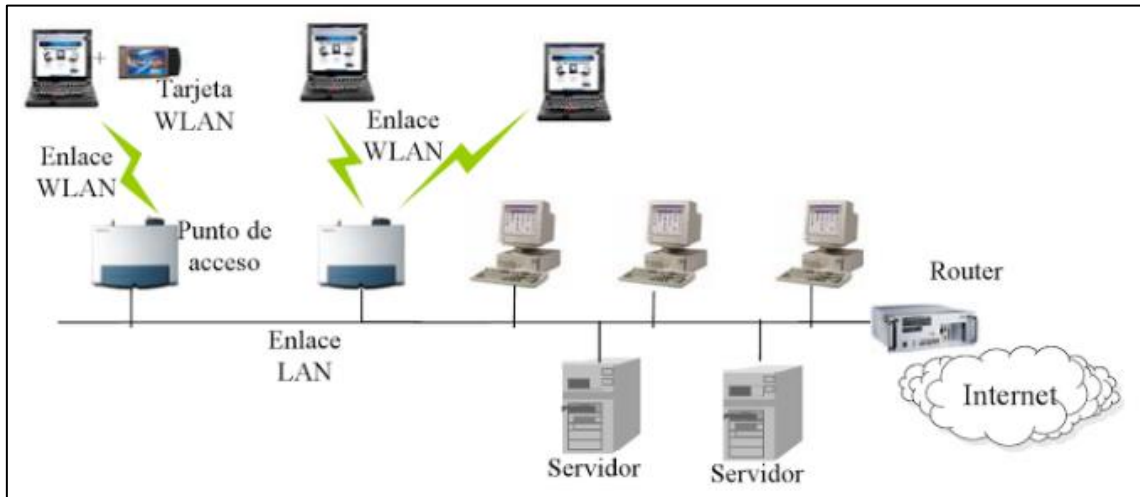 +
Tarjeta
WLAN
Enlace
WLAN
Enlace
WLAN
Punto de
acceso
Router
Enlace
LAN
Internet
Servidor
Servidor